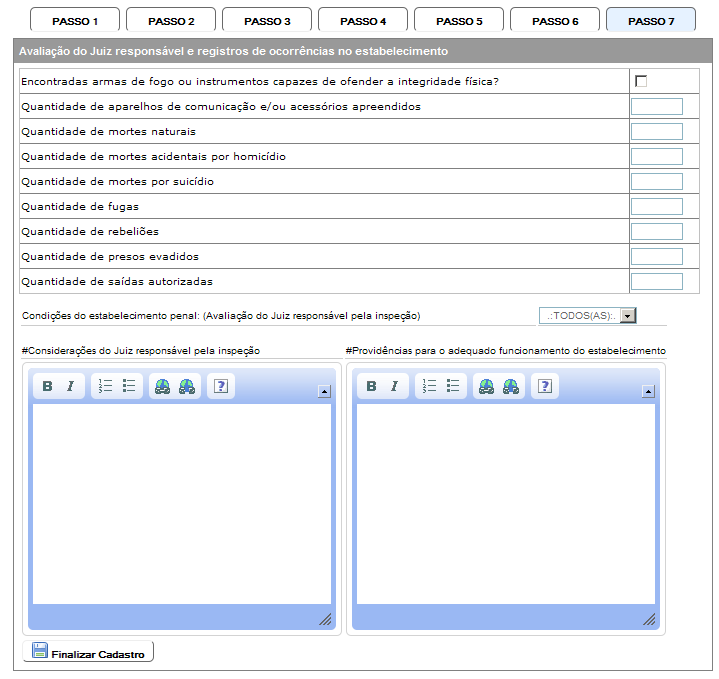 PASSO 1 PASSO 2 PASSO 3 PASSO 4 PASSO 5 PASSO 6 PASSO 7
Avaliação do Juiz responsável e registros de ocorrências no estabelecimento
Encontradas armas de fogo ou instrumentos capazes de ofender a integridade física?
Quantidade de aparelhos de comunicação e/ou acessórios apreendidos
Quantidade de mortes naturais
Quantidade de mortes acidentais por homicídio
Quantidade de mortes por suicídio
Quantidade de fugas
Quantidade de rebeliões
Quantidade de presos evadidos
Quantidade de saídas autorizadas
Condições do estabelecimento penal: (Avaliação do Juiz responsável pela inspeção) .:TODOS(AS):.
#Considerações do Juiz responsável pela inspeção #Providências para o adequado funcionamento do estabelecimento
B I ? B I ?
Finalizar Cadastro